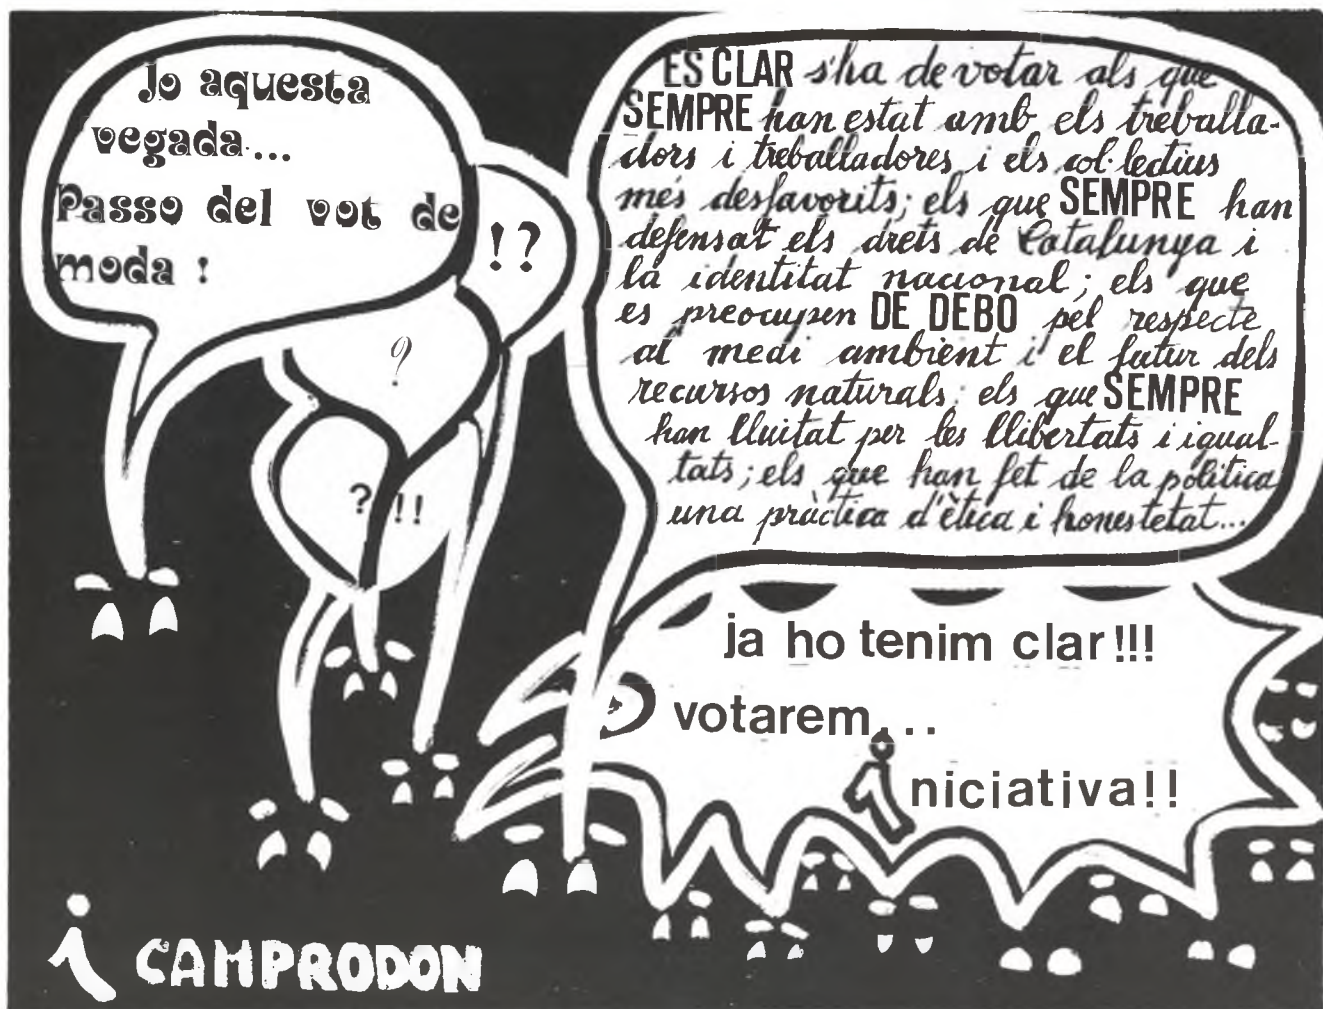 Jo aquesta
vegada...
Passo del vot de
moda !
!?
?
? !!
ES CLAR s'ha de votar als que
SEMPRE han estat amb els treballa-
dors i treballadores i els col·lectius
més desfavorits; els que SEMPRE han
defensat els drets de Catalunya i
la identitat nacional; els que
es preocupen DE DEBO pel respecte
al medi ambient i el futur dels
recursos naturals; els que SEMPRE
han lluitat per les llibertats i igual-
tats; els que han fet de la política
una pràctica d'ètica i honestetat...
ja ho tenim clar!!!
votarem...
iniciativa!!
i CAMPRODON